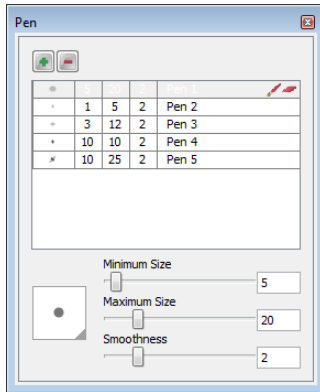 Pen
5 20 2 Pen 1
1 5 2 Pen 2
3 12 2 Pen 3
10 10 2 Pen 4
10 25 2 Pen 5
Minimum Size
5
Maximum Size
20
Smoothness
2